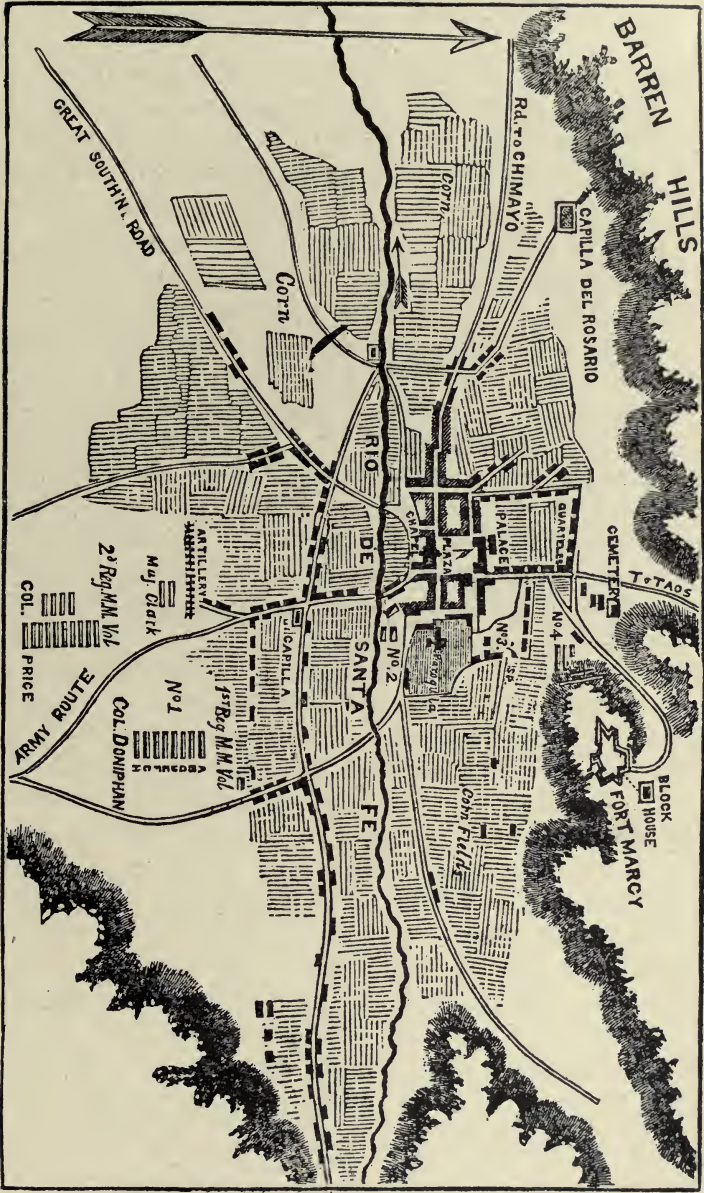 BARREN
HILLS
Rd. TO CHIMAYO
GREAT SOUTH'N. ROAD
CAPILLA DEL ROSARIO
Corn
Corn
RIO
DE
SANTA
FE
QUARTELS
PALACE
CEMETERY
To TAOS
CHAPEL
PLAZA
No. 2
No. 3
No. 4
BLOCK
HOUSE
FORT MARCY
Corn Fields
CAPILLA
ARTILLERY
Maj. Clark
2d Reg. M.M. Vol
COL. PRICE
ARMY ROUTE
1st Reg. M.M. Vol
No 1
A
B
D
G
E
F
C
H
COL. DONIPHAN